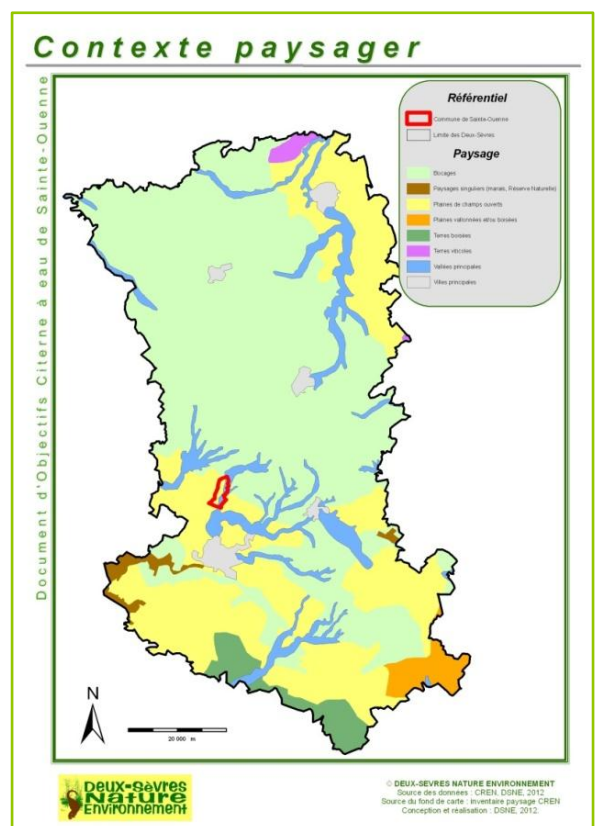 Contexte paysager
Document d'Objectifs Citerne à eau de Sainte-Ouenne
Référentiel
Commune de Sainte-Ouenne
Limite des Deux-Sèvres
Paysage
Bocages
Paysages singuliers (marais, Réserve Naturelle)
Plaines de champs ouverts
Plaines vallonnées et/ou boisées
Terres boisées
Terres viticoles
Vallées principales
Villes principales
N
20 000 m
DEUX-SÈVRES
Nature
Environnement
© DEUX-SEVRES NATURE ENVIRONNEMENT
Source des données : CREN, DSNE, 2012
Source du fond de carte : Inventaire paysage CREN
Conception et réalisation : DSNE, 2012.